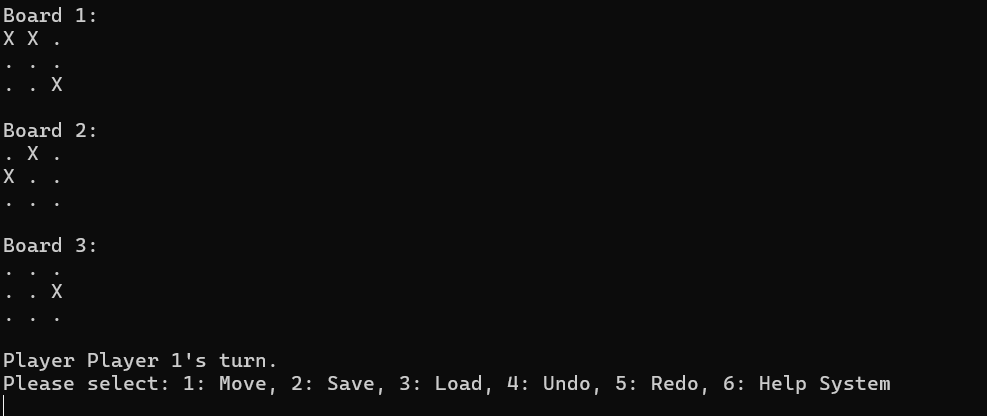 Board 1:
X X .
. . .
. . X
Board 2:
. X .
X . .
. . .
Board 3:
. . .
. . X
. . .
Player Player 1's turn.
Please select: 1: Move, 2: Save, 3: Load, 4: Undo, 5: Redo, 6: Help System